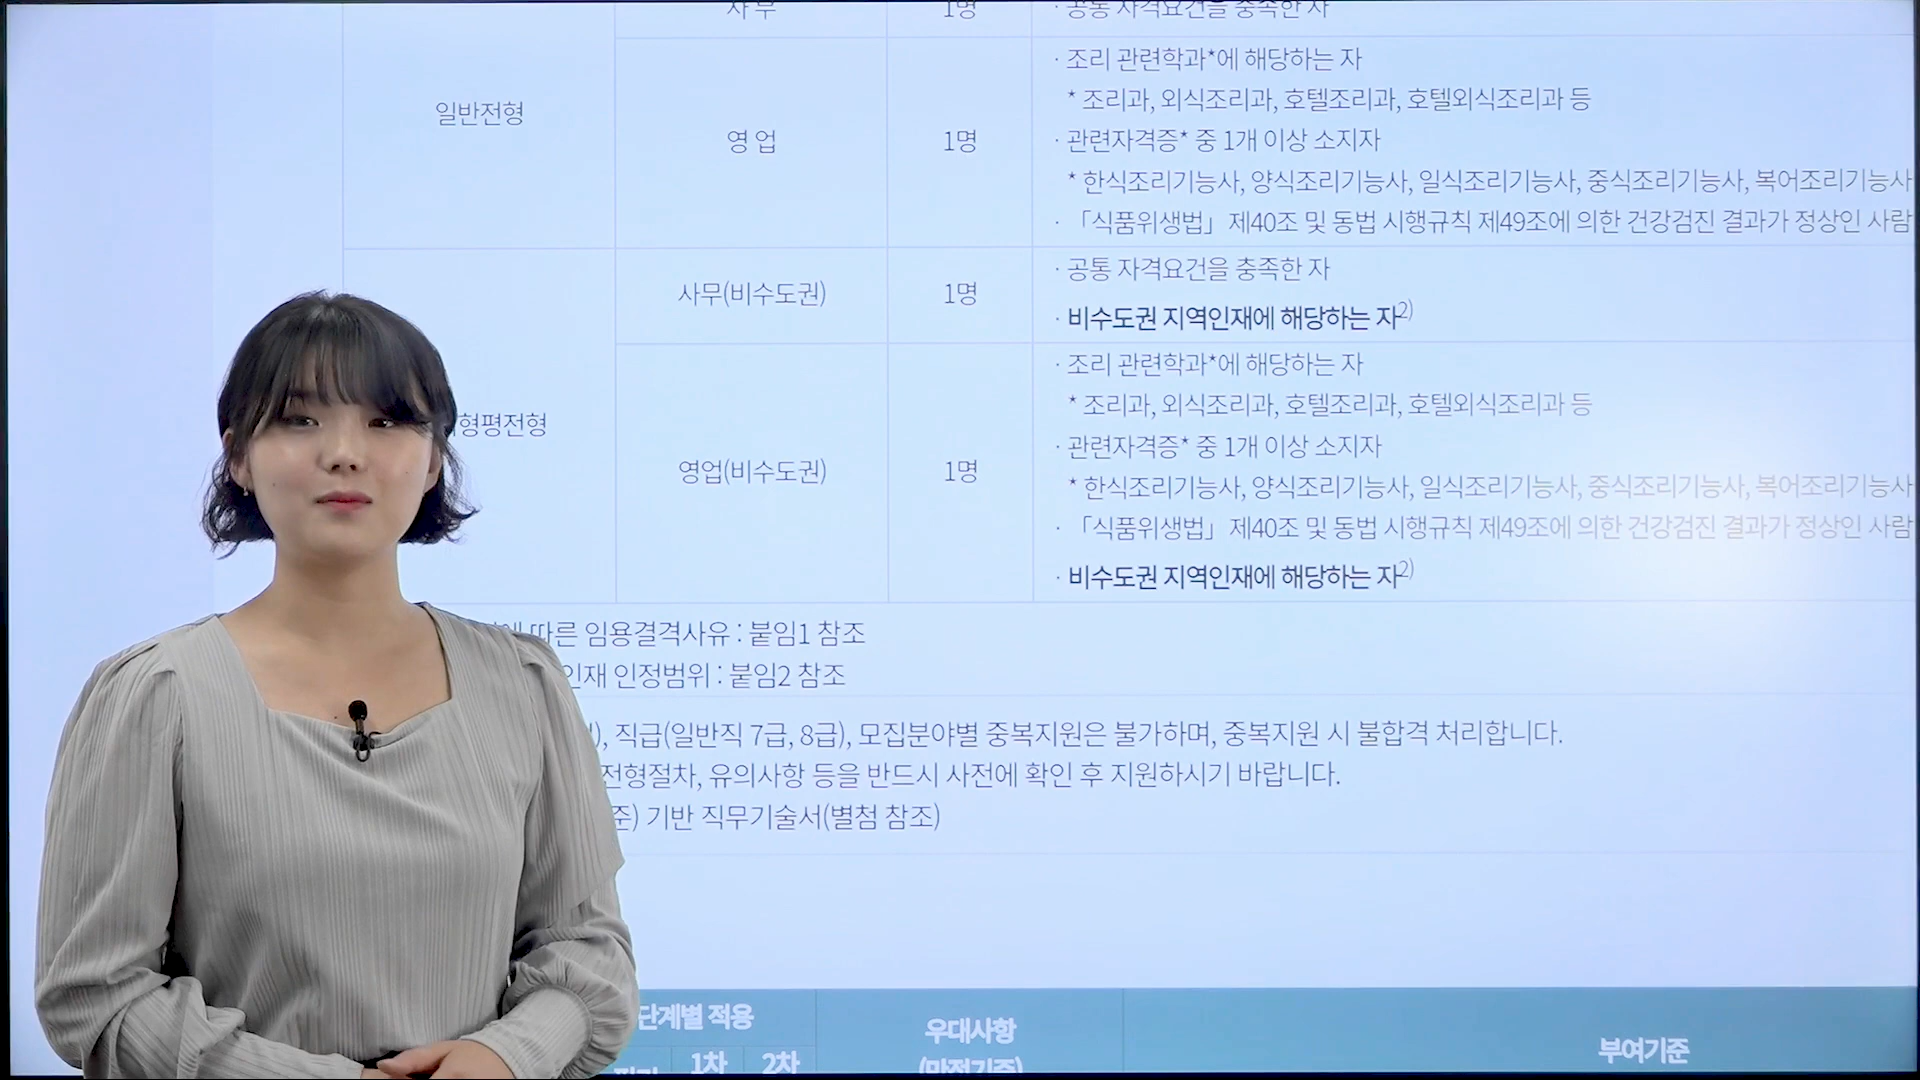 사무
1명
· 공통 자격요건을 충족한 자
일반전형
영업
1명
· 조리 관련학과*에 해당하는 자
* 조리과, 외식조리과, 호텔조리과, 호텔외식조리과 등
· 관련자격증* 중 1개 이상 소지자
* 한식조리기능사, 양식조리기능사, 일식조리기능사, 중식조리기능사, 복어조리기능사
· 「식품위생법」 제40조 및 동법 시행규칙 제49조에 의한 건강검진 결과가 정상인 사람
형평전형
사무(비수도권)
1명
· 공통 자격요건을 충족한 자
· 비수도권 지역인재에 해당하는 자2)
영업(비수도권)
1명
· 조리 관련학과*에 해당하는 자
* 조리과, 외식조리과, 호텔조리과, 호텔외식조리과 등
· 관련자격증* 중 1개 이상 소지자
* 한식조리기능사, 양식조리기능사, 일식조리기능사, 중식조리기능사, 복어조리기능사
· 「식품위생법」 제40조 및 동법 시행규칙 제49조에 의한 건강검진 결과가 정상인 사람
· 비수도권 지역인재에 해당하는 자2)
따른 임용결격사유 : 붙임1 참조
인재 인정범위 : 붙임2 참조
), 직급(일반직 7급, 8급), 모집분야별 중복지원은 불가하며, 중복지원 시 불합격 처리합니다.
전형절차, 유의사항 등을 반드시 사전에 확인 후 지원하시기 바랍니다.
준) 기반 직무기술서(별첨 참조)
단계별 적용
1차
2차
우대사항
(만점기준)
부여기준